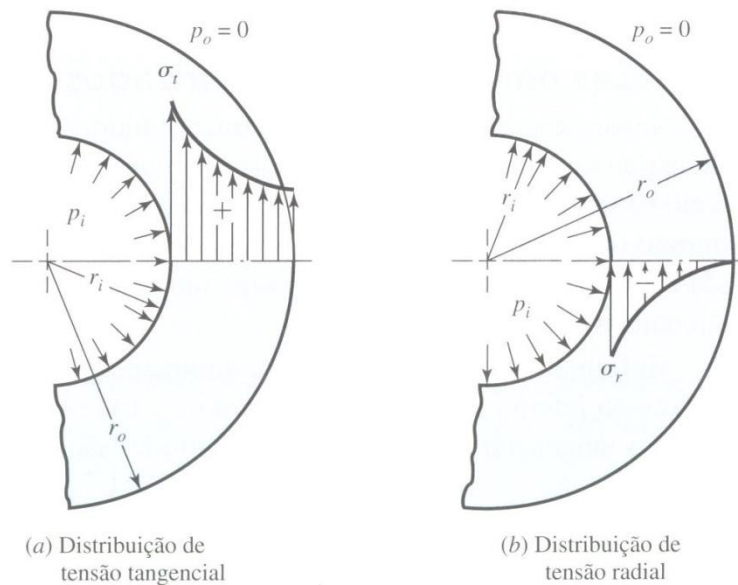 p_o = 0
σ_t
p_i
r_i
r_o
(a) Distribuição de
tensão tangencial
p_o = 0
r_o
r_i
p_i
σ_r
(b) Distribuição de
tensão radial